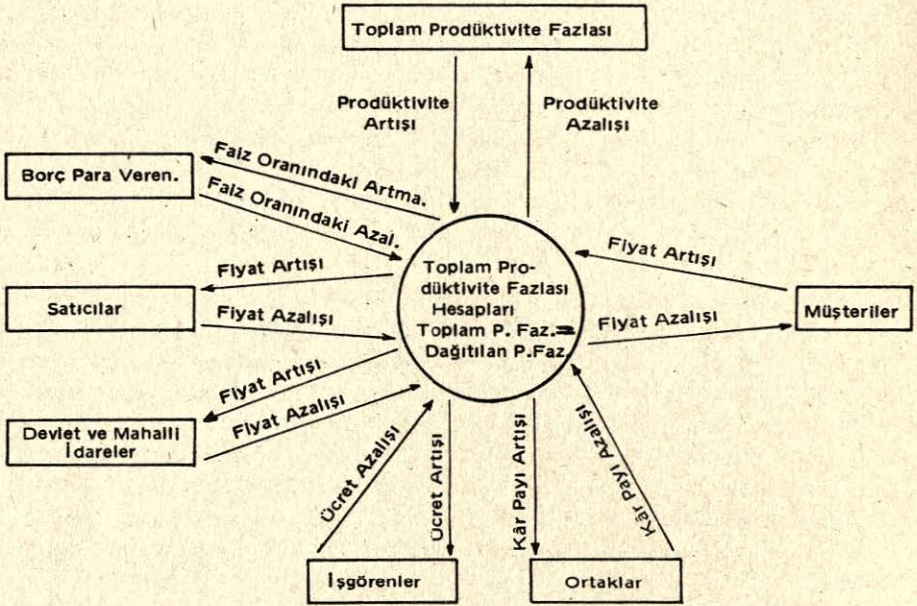 Toplam Prodüktivite Fazlası
Prodüktivite
Artışı
Prodüktivite
Azalışı
Borç Para Veren.
Faiz Oranındaki Artma.
Faiz Oranındaki Azal.
Satıcılar
Fiyat Artışı
Fiyat Azalışı
Devlet ve Mahalli
İdareler
Fiyat Artışı
Fiyat Azalışı
Toplam Pro-
düktivite Fazlası
Hesapları
Toplam P. Faz.=
Dağıtılan P.Faz.
Fiyat Artışı
Fiyat Azalışı
Müşteriler
Ücret Azalışı
Ücret Artışı
Kâr Payı Artışı
Kâr Payı Azalışı
İşgörenler
Ortaklar